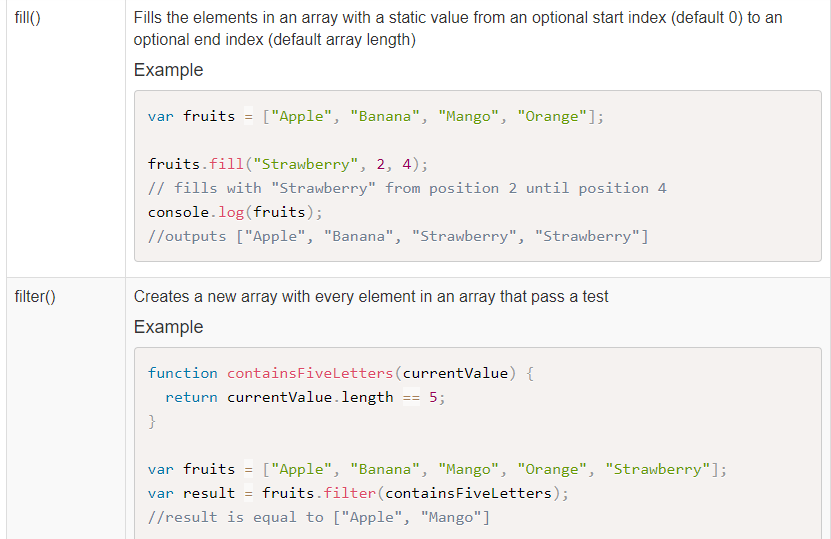 fill()
Fills the elements in an array with a static value from an optional start index (default 0) to an
optional end index (default array length)
Example
var fruits = ["Apple", "Banana", "Mango", "Orange"];
fruits.fill("Strawberry", 2, 4);
// fills with "Strawberry" from position 2 until position 4
console.log(fruits);
//outputs ["Apple", "Banana", "Strawberry", "Strawberry"]
filter()
Creates a new array with every element in an array that pass a test
Example
function containsFiveLetters(currentValue) {
  return currentValue.length == 5;
}
var fruits = ["Apple", "Banana", "Mango", "Orange", "Strawberry"];
var result = fruits.filter(containsFiveLetters);
//result is equal to ["Apple", "Mango"]